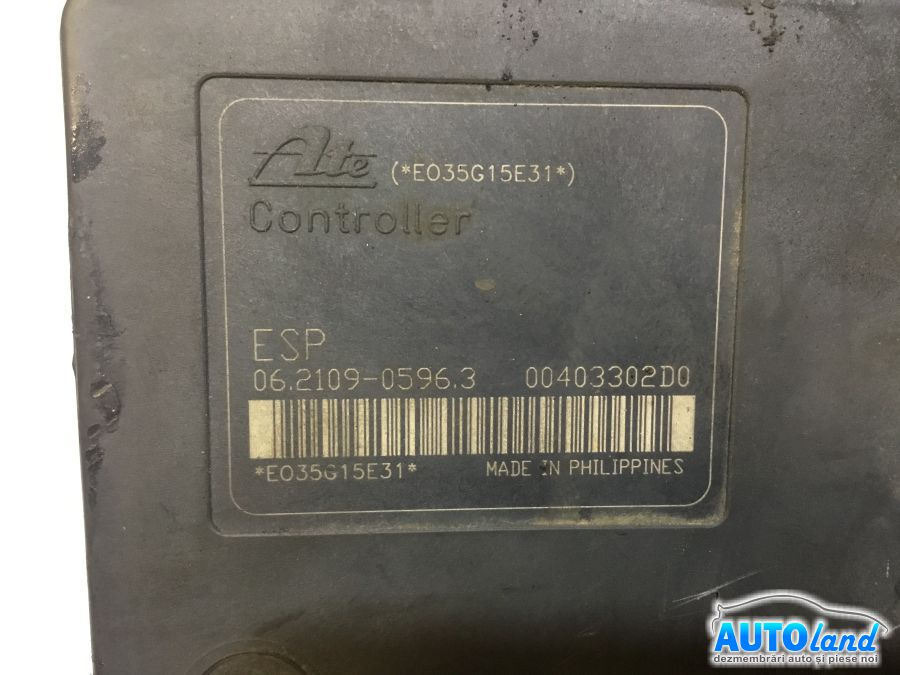 Ate (*E035G15E31*)
Controller
ESP
06.2109-0596.3 00403302D0
*E035G15E31* MADE IN PHILIPPINES
AUTOland
dezmembrări auto și piese noi